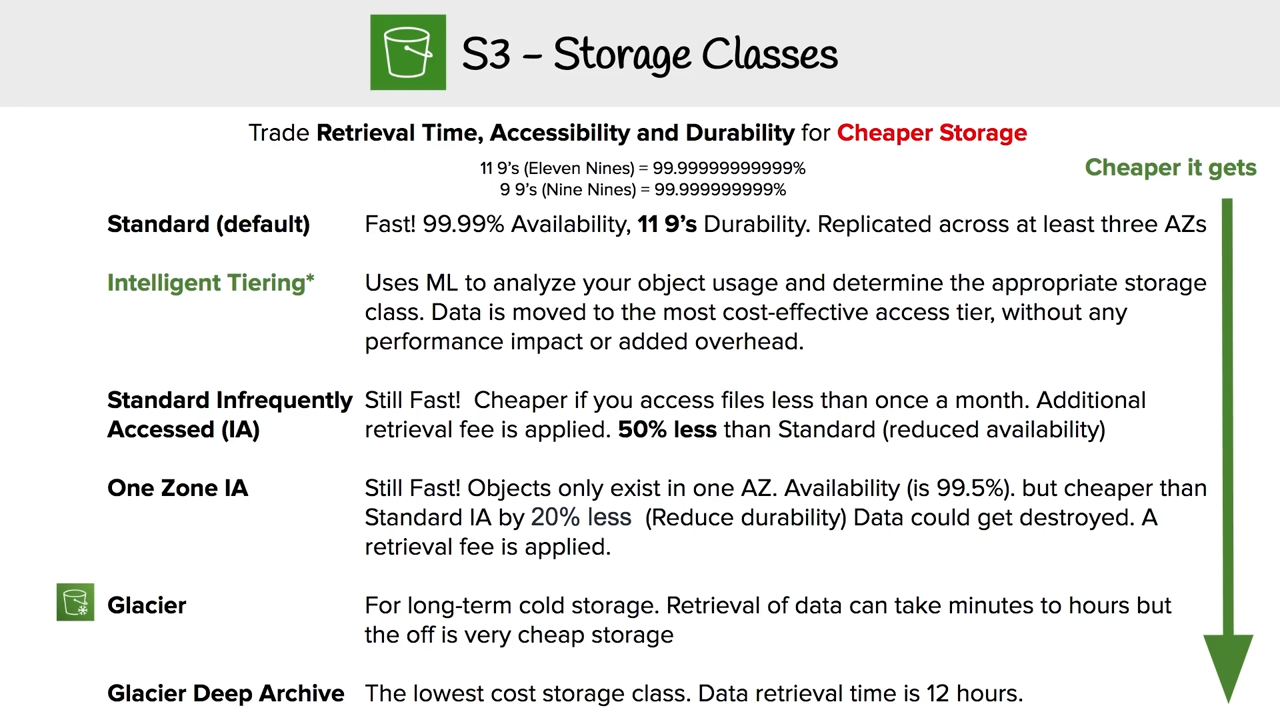 S3 – Storage Classes
Trade Retrieval Time, Accessibility and Durability for Cheaper Storage
11 9's (Eleven Nines) = 99.99999999999%
9 9's (Nine Nines) = 99.999999999%
Cheaper it gets
Standard (default)
Fast! 99.99% Availability, 11 9's Durability. Replicated across at least three AZs
Intelligent Tiering*
Uses ML to analyze your object usage and determine the appropriate storage
class. Data is moved to the most cost-effective access tier, without any
performance impact or added overhead.
Standard Infrequently
Accessed (IA)
Still Fast! Cheaper if you access files less than once a month. Additional
retrieval fee is applied. 50% less than Standard (reduced availability)
One Zone IA
Still Fast! Objects only exist in one AZ. Availability (is 99.5%). but cheaper than
Standard IA by 20% less (Reduce durability) Data could get destroyed. A
retrieval fee is applied.
Glacier
For long-term cold storage. Retrieval of data can take minutes to hours but
the off is very cheap storage
Glacier Deep Archive
The lowest cost storage class. Data retrieval time is 12 hours.